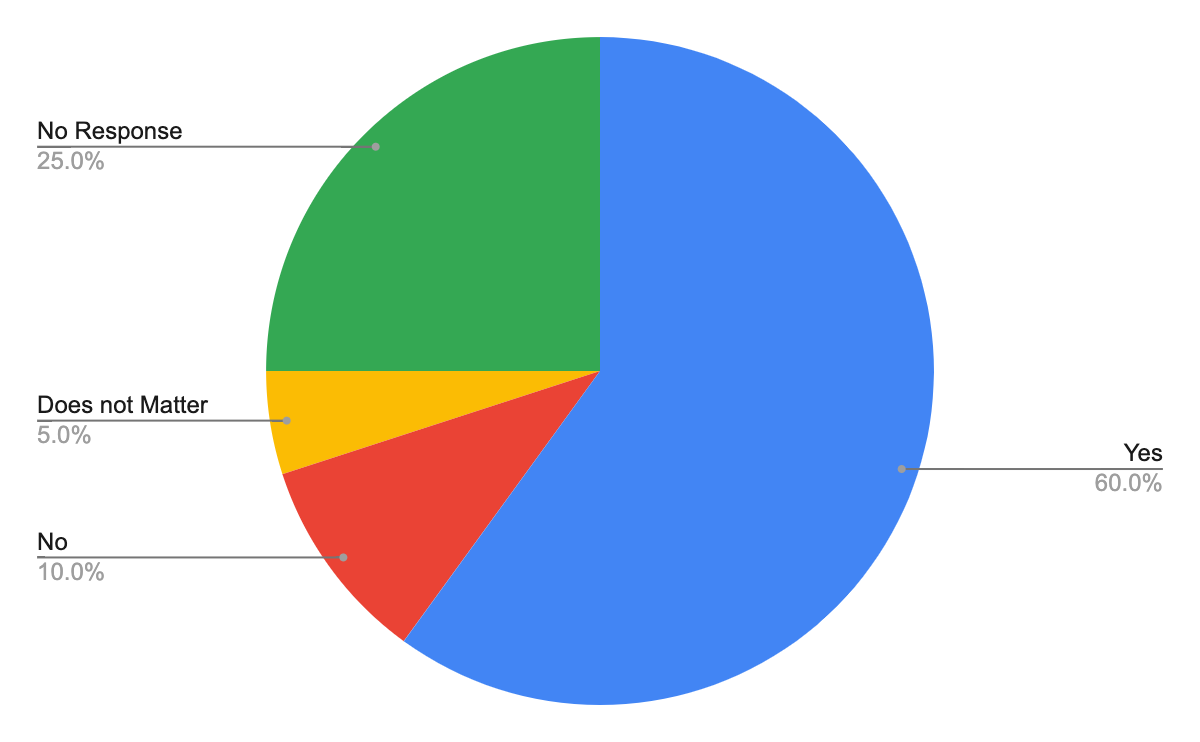 No Response
25.0%
Does not Matter
5.0%
Yes
60.0%
No
10.0%